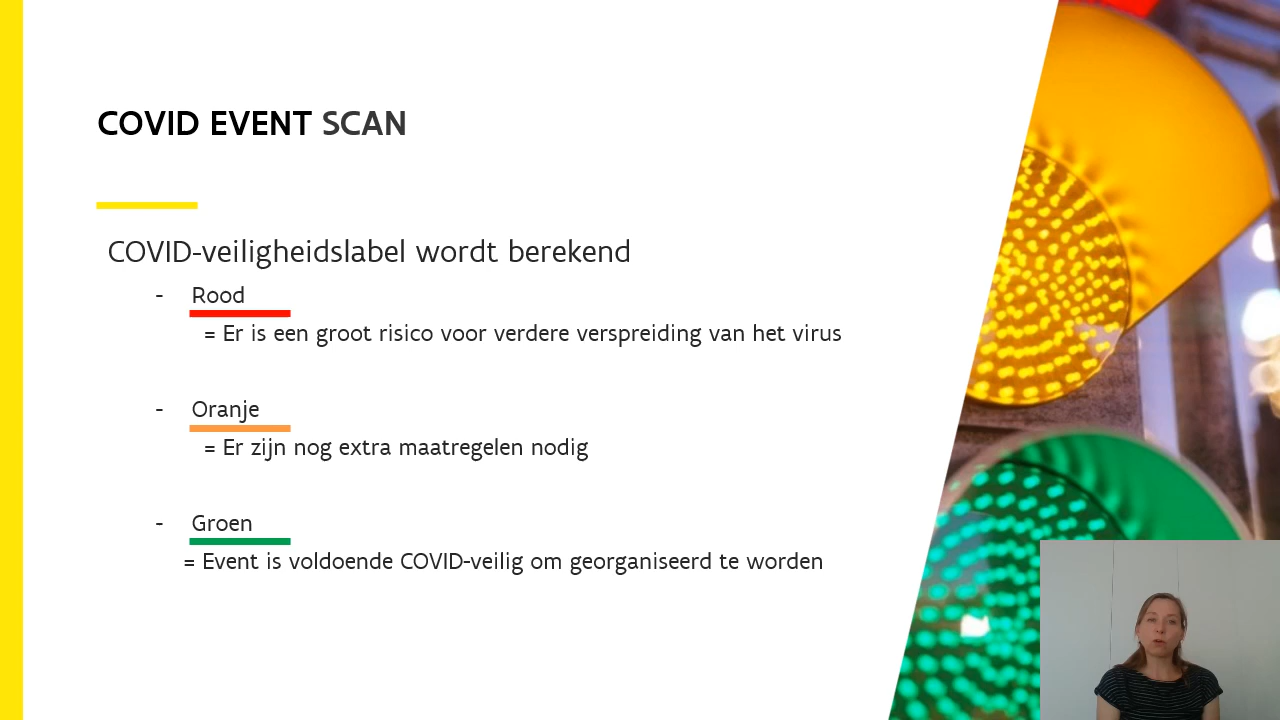 COVID EVENT SCAN
COVID-veiligheidslabel wordt berekend
- Rood
= Er is een groot risico voor verdere verspreiding van het virus
- Oranje
= Er zijn nog extra maatregelen nodig
- Groen
= Event is voldoende COVID-veilig om georganiseerd te worden